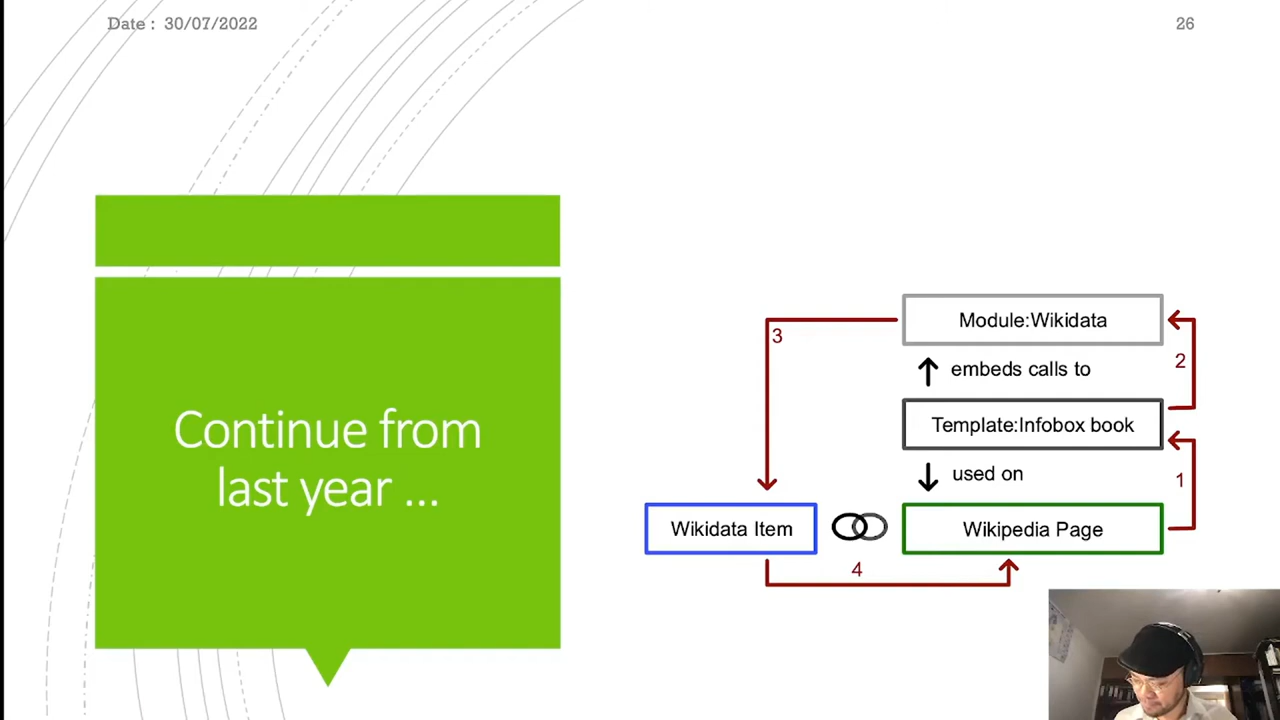 Date : 30/07/2022
26
Continue from
last year ...
Module:Wikidata
3
embeds calls to
2
Template:Infobox book
used on
1
Wikidata Item
Wikipedia Page
4